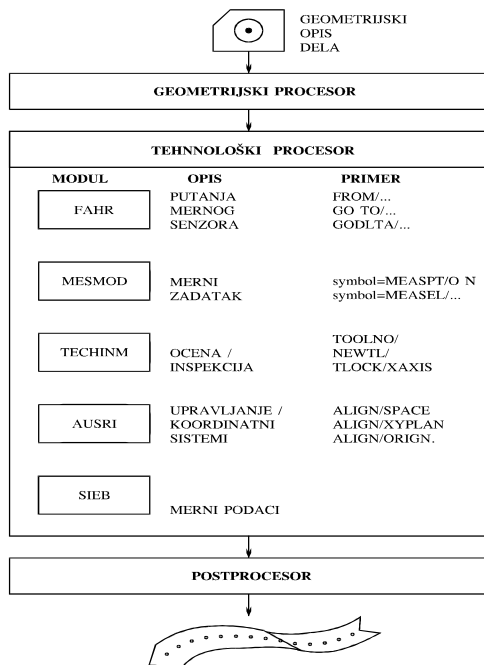 GEOMETRIJSKI
OPIS
DELA
GEOMETRIJSKI PROCESOR
TEHNNOLOŠKI PROCESOR
MODUL OPIS PRIMER
FAHR
PUTANJA
MERNOG
SENZORA
FROM/...
GO TO/...
GODLTA/...
MESMOD
MERNI
ZADATAK
symbol=MEASPT/O N
symbol=MEASEL/...
TECHINM
OCENA /
INSPEKCIJA
TOOLNO/
NEWTL/
TLOCK/XAXIS
AUSRI
UPRAVLJANJE /
KOORDINATNI
SISTEMI
ALIGN/SPACE
ALIGN/XYPLAN
ALIGN/ORIGN.
SIEB
MERNI PODACI
POSTPROCESOR